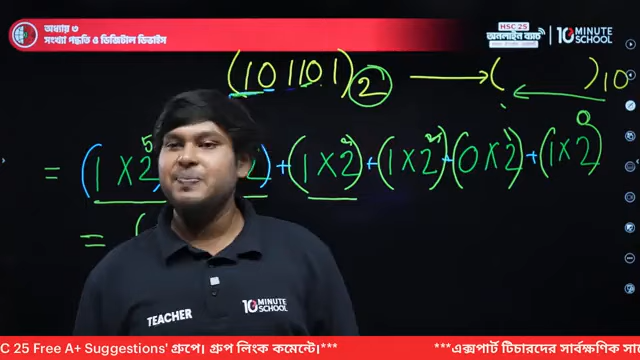 অধ্যায় ৩
সংখ্যা পদ্ধতি ও ডিজিটাল ডিভাইস
HSC 25
অনলাইন ব্যাচ
10 MINUTE SCHOOL
(101101)₂ → ( )₁₀
= (1×2⁵ 2 ) + (1×2 ) + (1×2 ) + (0×2 ) + (1×2⁰)
= (
TEACHER
10 MINUTE SCHOOL
C 25 Free A+ Suggestions' গ্রুপে। গ্রুপ লিংক কমেন্টে।*** ***এক্সপার্ট টিচারদের সার্বক্ষণিক